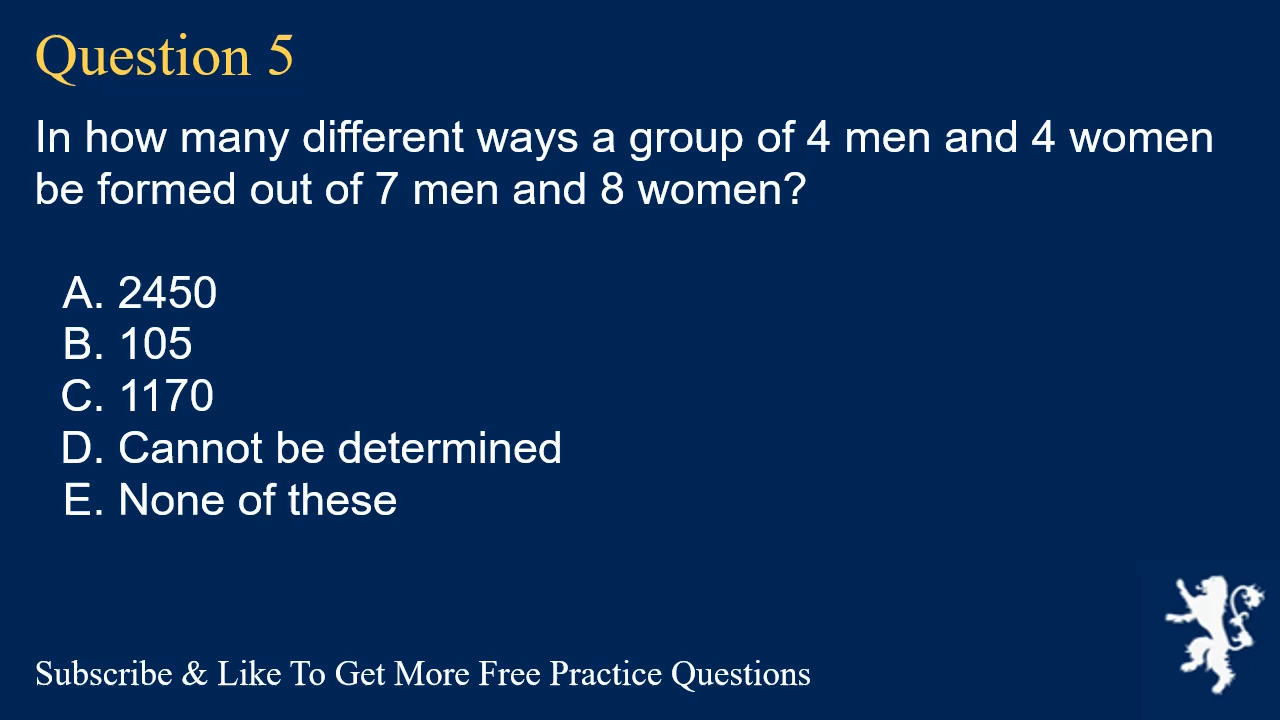 Question 5
In how many different ways a group of 4 men and 4 women
be formed out of 7 men and 8 women?
A. 2450
B. 105
C. 1170
D. Cannot be determined
E. None of these
Subscribe & Like To Get More Free Practice Questions